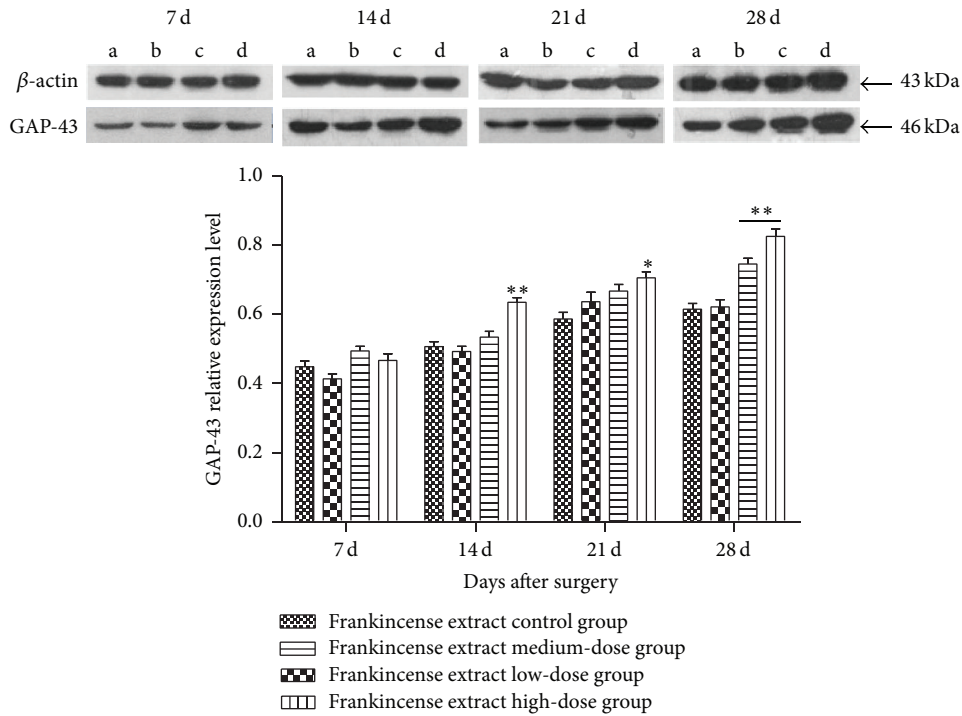 7 d 14 d 21 d 28 d
a b c d a b c d a b c d a b c d
β-actin 43 kDa
GAP-43 46 kDa
1.0
0.8
0.6
0.4
0.2
0.0
GAP-43 relative expression level
**
*
**
7 d 14 d 21 d 28 d
Days after surgery
Frankincense extract control group
Frankincense extract medium-dose group
Frankincense extract low-dose group
Frankincense extract high-dose group